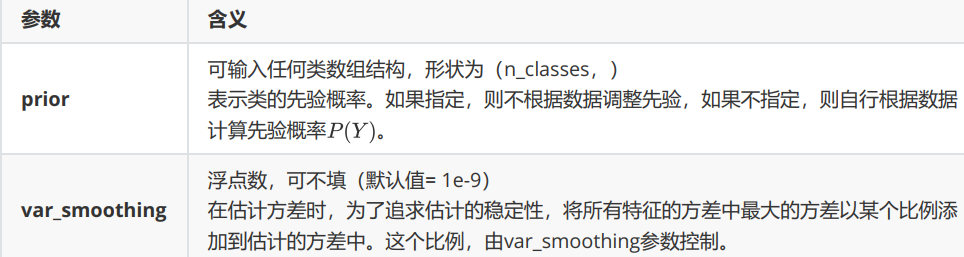 参数 含义
prior
可输入任何类数组结构，形状为（n_classes，）
表示类的先验概率。如果指定，则不根据数据调整先验，如果不指定，则自行根据数据
计算先验概率P(Y)。
var_smoothing
浮点数，可不填（默认值= 1e-9）
在估计方差时，为了追求估计的稳定性，将所有特征的方差中最大的方差以某个比例添
加到估计的方差中。这个比例，由var_smoothing参数控制。